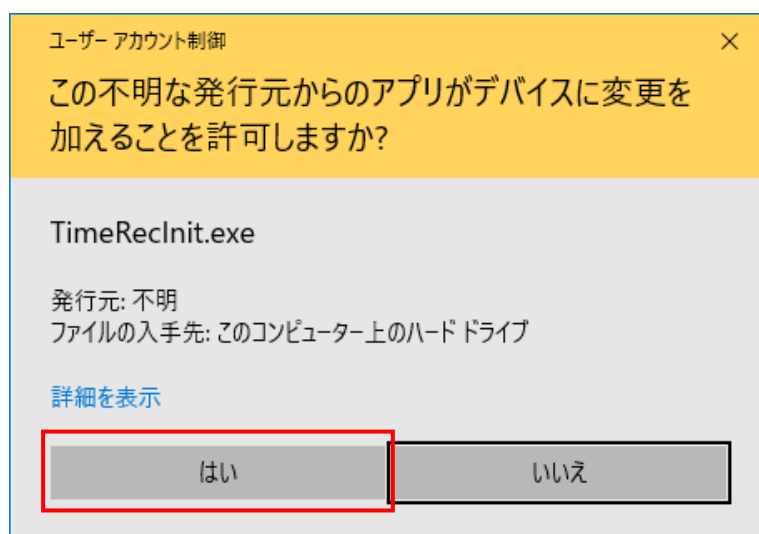 ユーザー アカウント制御
この不明な発行元からのアプリがデバイスに変更を
加えることを許可しますか?
TimeRecInit.exe
発行元: 不明
ファイルの入手先: このコンピューター上のハード ドライブ
詳細を表示
はい
いいえ